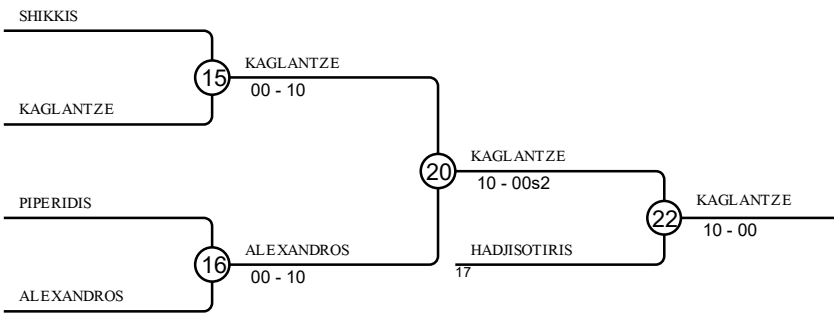 SHIKKIS
15
KAGLANTZE
00 - 10
KAGLANTZE
20
KAGLANTZE
10 - 00s2
22
KAGLANTZE
10 - 00
PIPERIDIS
16
ALEXANDROS
00 - 10
HADJISOTIRIS
17
ALEXANDROS